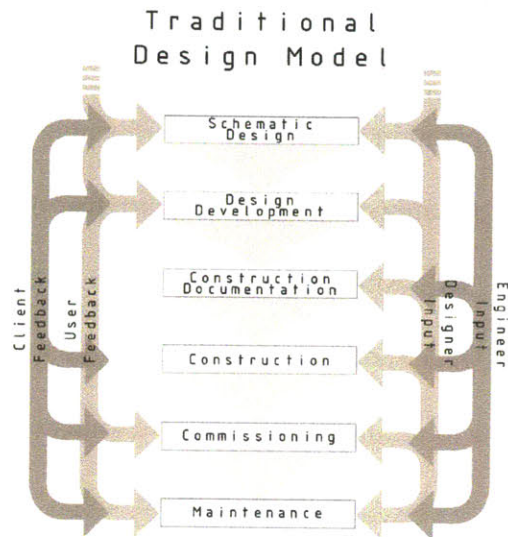 Traditional
Design Model
Schematic
Design
Design
Development
Construction
Documentation
Construction
Commissioning
Maintenance
Client
Feedback
User
Feedback
Designer
Input
Engineer
Input